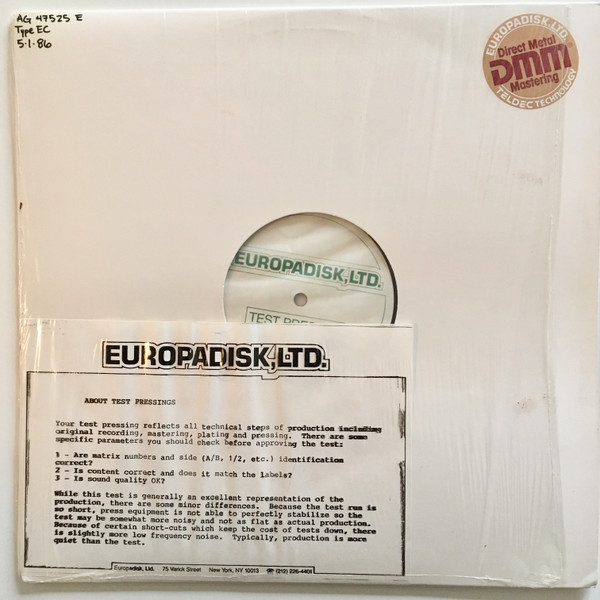 AG 47525 E
Type EC
5·1·86
EUROPADISK, LTD.
Direct Metal
DMM
Mastering
TELDEC TECHNOLOGY
EUROPADISK, LTD.
TEST
EUROPADISK, LTD.
ABOUT TEST PRESSINGS
Your test pressing reflects all technical steps of production including
original recording, mastering, plating and pressing. There are some
specific parameters you should check before approving the test:
1 - Are matrix numbers and side (A/B, 1/2, etc.) identification
correct?
2 - Is content correct and does it match the labels?
3 - Is sound quality OK?
While this test is generally an excellent representation of the
production, there are some minor differences. Because the test run is
so short, press equipment is not able to perfectly stabilize so the
test may be somewhat more noisy and not as flat as actual production.
Because of certain short-cuts which keep the cost of tests down, there
is slightly more low frequency noise. Typically, production is more
quiet than the test.
Europadisk, Ltd. 75 Varick Street New York, NY 10013 ☎ (212) 226-4401